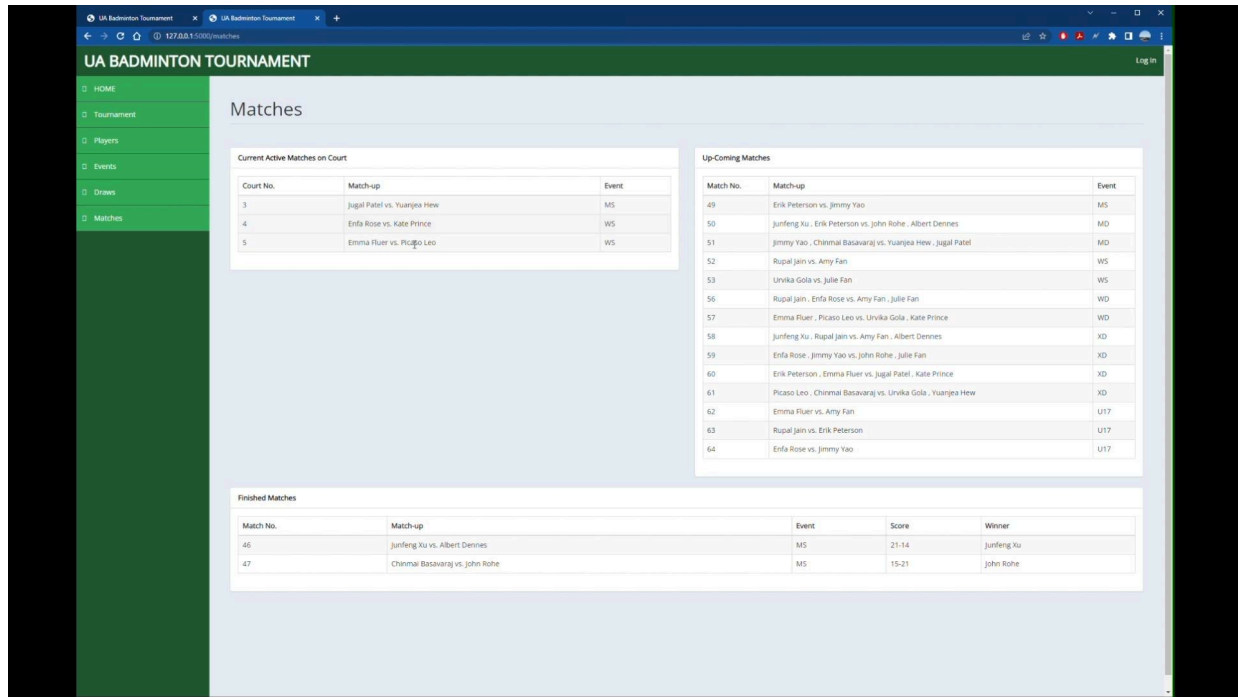 UA Badminton Tournament
UA Badminton Tournament
127.0.0.1:5000/matches
UA BADMINTON TOURNAMENT
Log In
HOME
Tournament
Players
Events
Draws
Matches
Matches
Current Active Matches on Court
Court No. Match-up Event
3 Jugal Patel vs. Yuanjea Hew MS
4 Enfa Rose vs. Kate Prince WS
5 Emma Fluer vs. Picaso Leo WS
Up-Coming Matches
Match No. Match-up Event
49 Erik Peterson vs. Jimmy Yao MS
50 Junfeng Xu , Erik Peterson vs. John Rohe , Albert Dennes MD
51 Jimmy Yao , Chinmai Basavaraj vs. Yuanjea Hew , Jugal Patel MD
52 Rupal Jain vs. Amy Fan WS
53 Urvika Gola vs. Julie Fan WS
56 Rupal Jain , Enfa Rose vs. Amy Fan , Julie Fan WD
57 Emma Fluer , Picaso Leo vs. Urvika Gola , Kate Prince WD
58 Junfeng Xu , Rupal Jain vs. Amy Fan , Albert Dennes XD
59 Enfa Rose , Jimmy Yao vs. John Rohe , Julie Fan XD
60 Erik Peterson , Emma Fluer vs. Jugal Patel , Kate Prince XD
61 Picaso Leo , Chinmai Basavaraj vs. Urvika Gola , Yuanjea Hew XD
62 Emma Fluer vs. Amy Fan U17
63 Rupal Jain vs. Erik Peterson U17
64 Enfa Rose vs. Jimmy Yao U17
Finished Matches
Match No. Match-up Event Score Winner
46 Junfeng Xu vs. Albert Dennes MS 21-14 Junfeng Xu
47 Chinmai Basavaraj vs. John Rohe MS 15-21 John Rohe